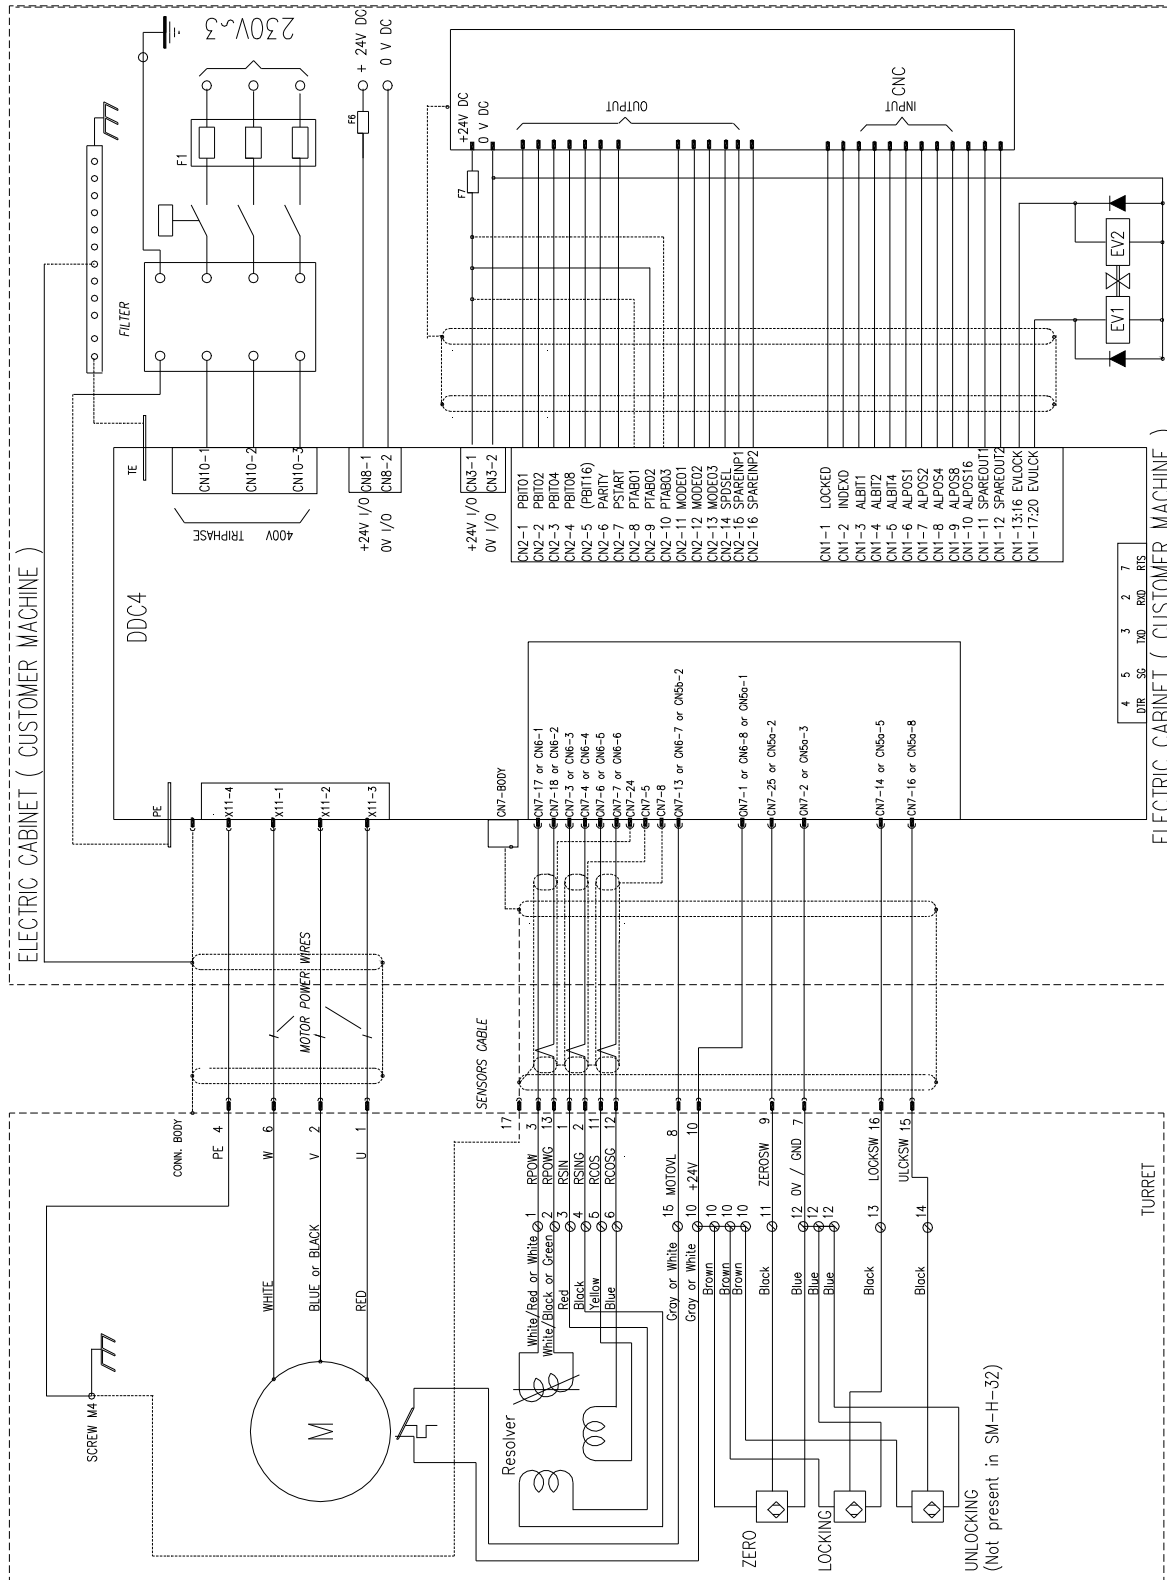 ELECTRIC CABINET ( CUSTOMER MACHINE )
230V~3
+ 24V DC
0 V DC
F6
F1
FILTER
TE
PE
DDC4
CN10-1
CN10-2
CN10-3
400V TRIPHASE
CN8-1
CN8-2
+24V I/O
0V I/O
CN3-1
CN3-2
+24V I/O
0V I/O
+24V DC
0 V DC
F7
OUTPUT
INPUT
CNC
CN2-1 PBIT01
CN2-2 PBIT02
CN2-3 PBIT04
CN2-4 PBIT08
CN2-5 (PBIT16)
CN2-6 PARITY
CN2-7 PSTART
CN2-8 PTAB01
CN2-9 PTAB02
CN2-10 PTAB03
CN2-11 MODE01
CN2-12 MODE02
CN2-13 MODE03
CN2-14 SPDSEL
CN2-15 SPAREINP1
CN2-16 SPAREINP2
CN1-1 LOCKED
CN1-2 INDEXD
CN1-3 ALBIT1
CN1-4 ALBIT2
CN1-5 ALBIT4
CN1-6 ALPOS1
CN1-7 ALPOS2
CN1-8 ALPOS4
CN1-9 ALPOS8
CN1-10 ALPOS16
CN1-11 SPAREOUT1
CN1-12 SPAREOUT2
CN1-13:16 EVLOCK
CN1-17:20 EVULCK
EV1
EV2
4 5 3 2 7
DTR SG TXD RXD RTS
ELECTRIC CABINET ( CUSTOMER MACHINE )
X11-4
X11-1
X11-2
X11-3
CN7-BODY
CN7-17 or CN6-1
CN7-18 or CN6-2
CN7-3 or CN6-3
CN7-4 or CN6-4
CN7-6 or CN6-5
CN7-7 or CN6-6
CN7-24
CN7-5
CN7-8
CN7-13 or CN6-7 or CN5b-2
CN7-1 or CN6-8 or CN5a-1
CN7-25 or CN5a-2
CN7-2 or CN5a-3
CN7-14 or CN5a-5
CN7-16 or CN5a-8
MOTOR POWER WIRES
SENSORS CABLE
CONN. BODY
PE 4
W 6
V 2
U 1
17
1 RPOW 3
2 RPOWG 13
3 RSIN 1
4 RSING 2
5 RCOS 11
6 RCOSG 12
15 MOTOVL 8
10 +24V 10
10
10
10
11 ZEROSW 9
12 0V / GND 7
12
12
13 LOCKSW 16
14 ULCKSW 15
SCREW M4
WHITE
BLUE or BLACK
RED
M
Resolver
White/Red or White
White/Black or Green
Red
Black
Yellow
Blue
Gray or White
Gray or White
Brown
Brown
Brown
Black
Blue
Blue
Blue
Black
Black
ZERO
LOCKING
UNLOCKING
(Not present in SM-H-32)
TURRET